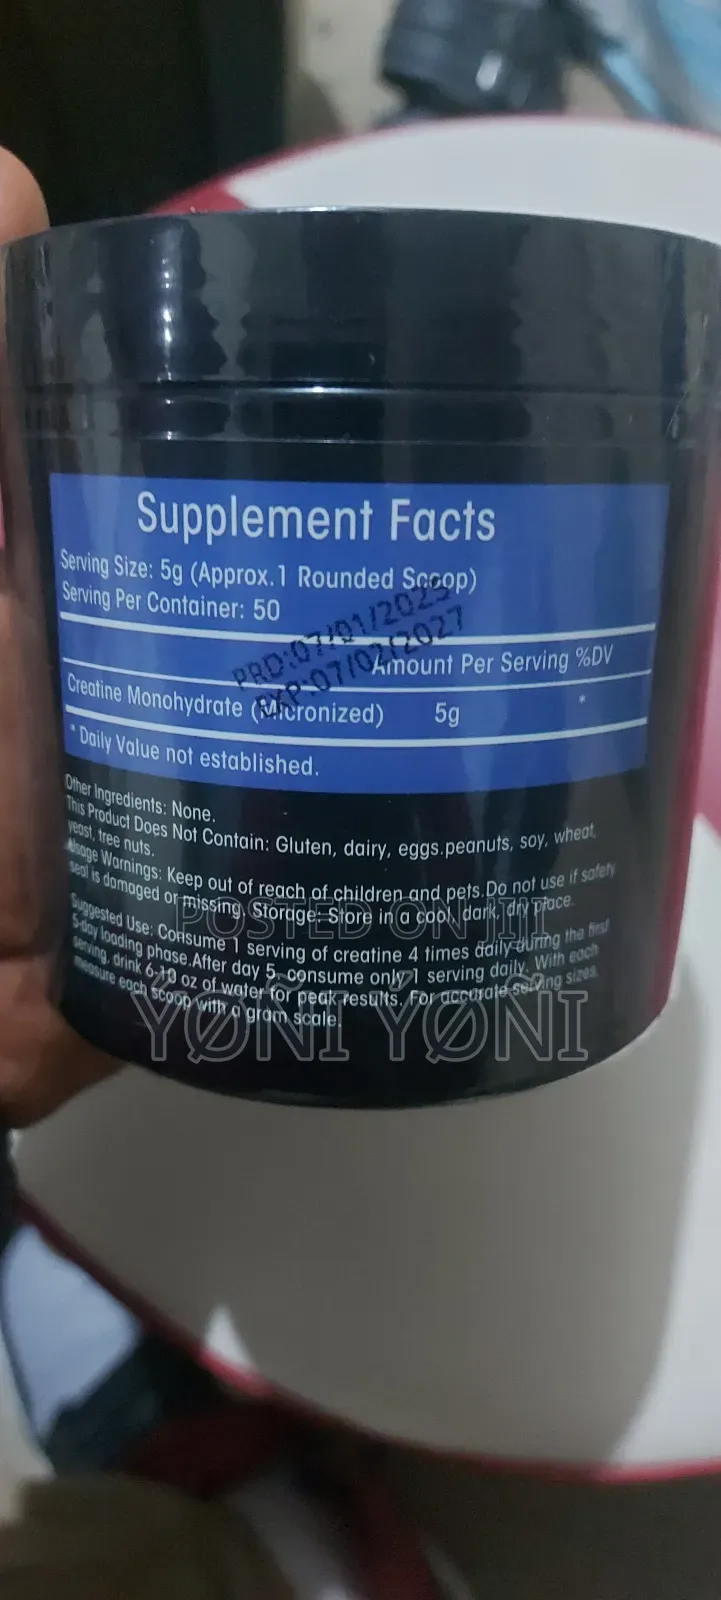 Supplement Facts
Serving Size: 5g (Approx.1 Rounded Scoop)
Serving Per Container: 50
PRD:07/01/2025
EXP:07/02/2027
Amount Per Serving %DV
Creatine Monohydrate (Micronized) 5g *
* Daily Value not established.
Other Ingredients: None.
This Product Does Not Contain: Gluten, dairy, eggs.peanuts, soy, wheat,
yeast, tree nuts.
Usage Warnings: Keep out of reach of children and pets.Do not use if safety
seal is damaged or missing. Storage: Store in a cool, dark, dry place.
Suggested Use: Consume 1 serving of creatine 4 times daily during the first
5-day loading phase.After day 5, consume only 1 serving daily. With each
serving, drink 6-10 oz of water for peak results. For accurate serving sizes,
measure each scoop with a gram scale.
POSTED ON
ÝØÑI ÝØÑI